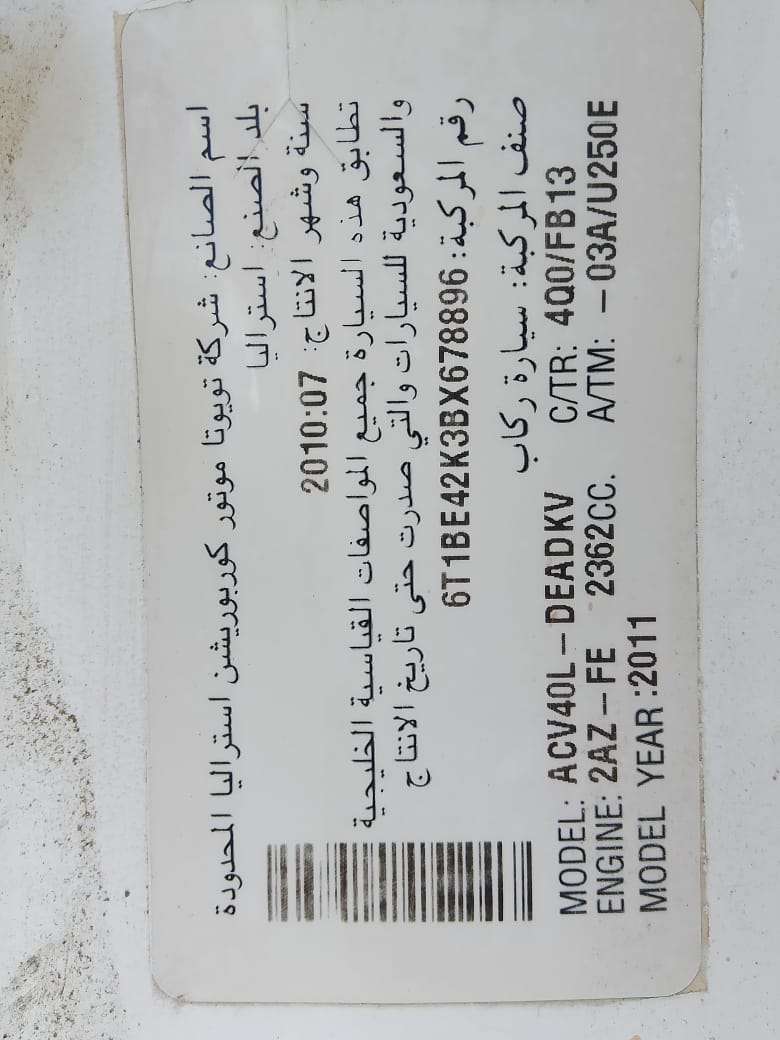 اسم الصانع: شركة تويوتا موتور كوربوريشن استراليا المحدودة
بلد الصنع: استراليا
سنة وشهر الانتاج: 2010:07
تطابق هذه السيارة جميع المواصفات القياسية الخليجية
والسعودية للسيارات والتي صدرت حتى تاريخ الانتاج
رقم المركبة: 6T1BE42K3BX678896
صنف المركبة: سيارة ركاب
MODEL: ACV40L-DEADKV C/TR: 4Q0/FB13
ENGINE: 2AZ-FE 2362CC. A/TM: -03A/U250E
MODEL YEAR :2011